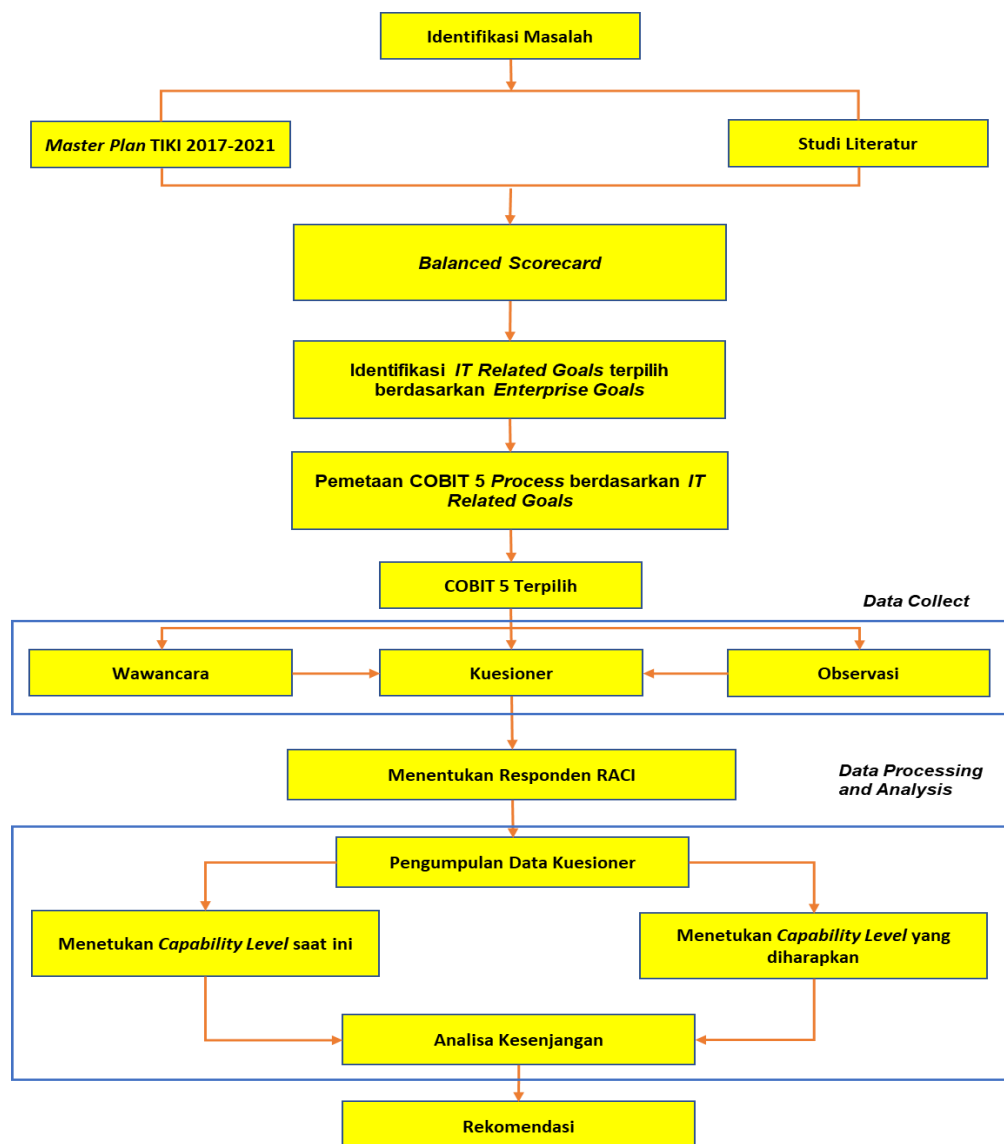 Identifikasi Masalah
Master Plan TIKI 2017-2021
Studi Literatur
Balanced Scorecard
Identifikasi IT Related Goals terpilih
berdasarkan Enterprise Goals
Pemetaan COBIT 5 Process berdasarkan IT
Related Goals
COBIT 5 Terpilih
Data Collect
Wawancara
Kuesioner
Observasi
Menentukan Responden RACI
Data Processing
and Analysis
Pengumpulan Data Kuesioner
Menetukan Capability Level saat ini
Menetukan Capability Level yang
diharapkan
Analisa Kesenjangan
Rekomendasi